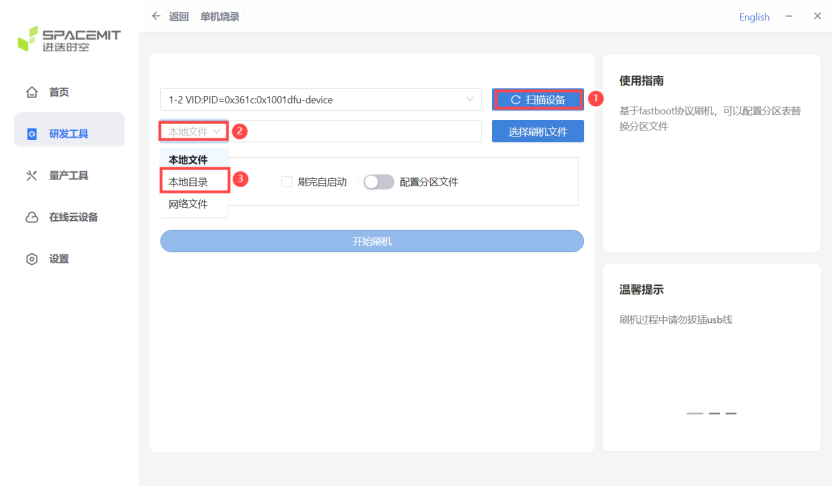 ← 返回 单机烧录
English
SPACEMIT
进迭时空
首页
研发工具
量产工具
在线云设备
设置
1-2 VID:PID=0x361c:0x1001dfu-device
扫描设备
1
本地文件
2
选择刷机文件
本地文件
本地目录
3
网络文件
刷完自启动
配置分区文件
开始刷机
使用指南
基于fastboot协议刷机，可以配置分区表替
换分区文件
温馨提示
刷机过程中请勿拔插usb线